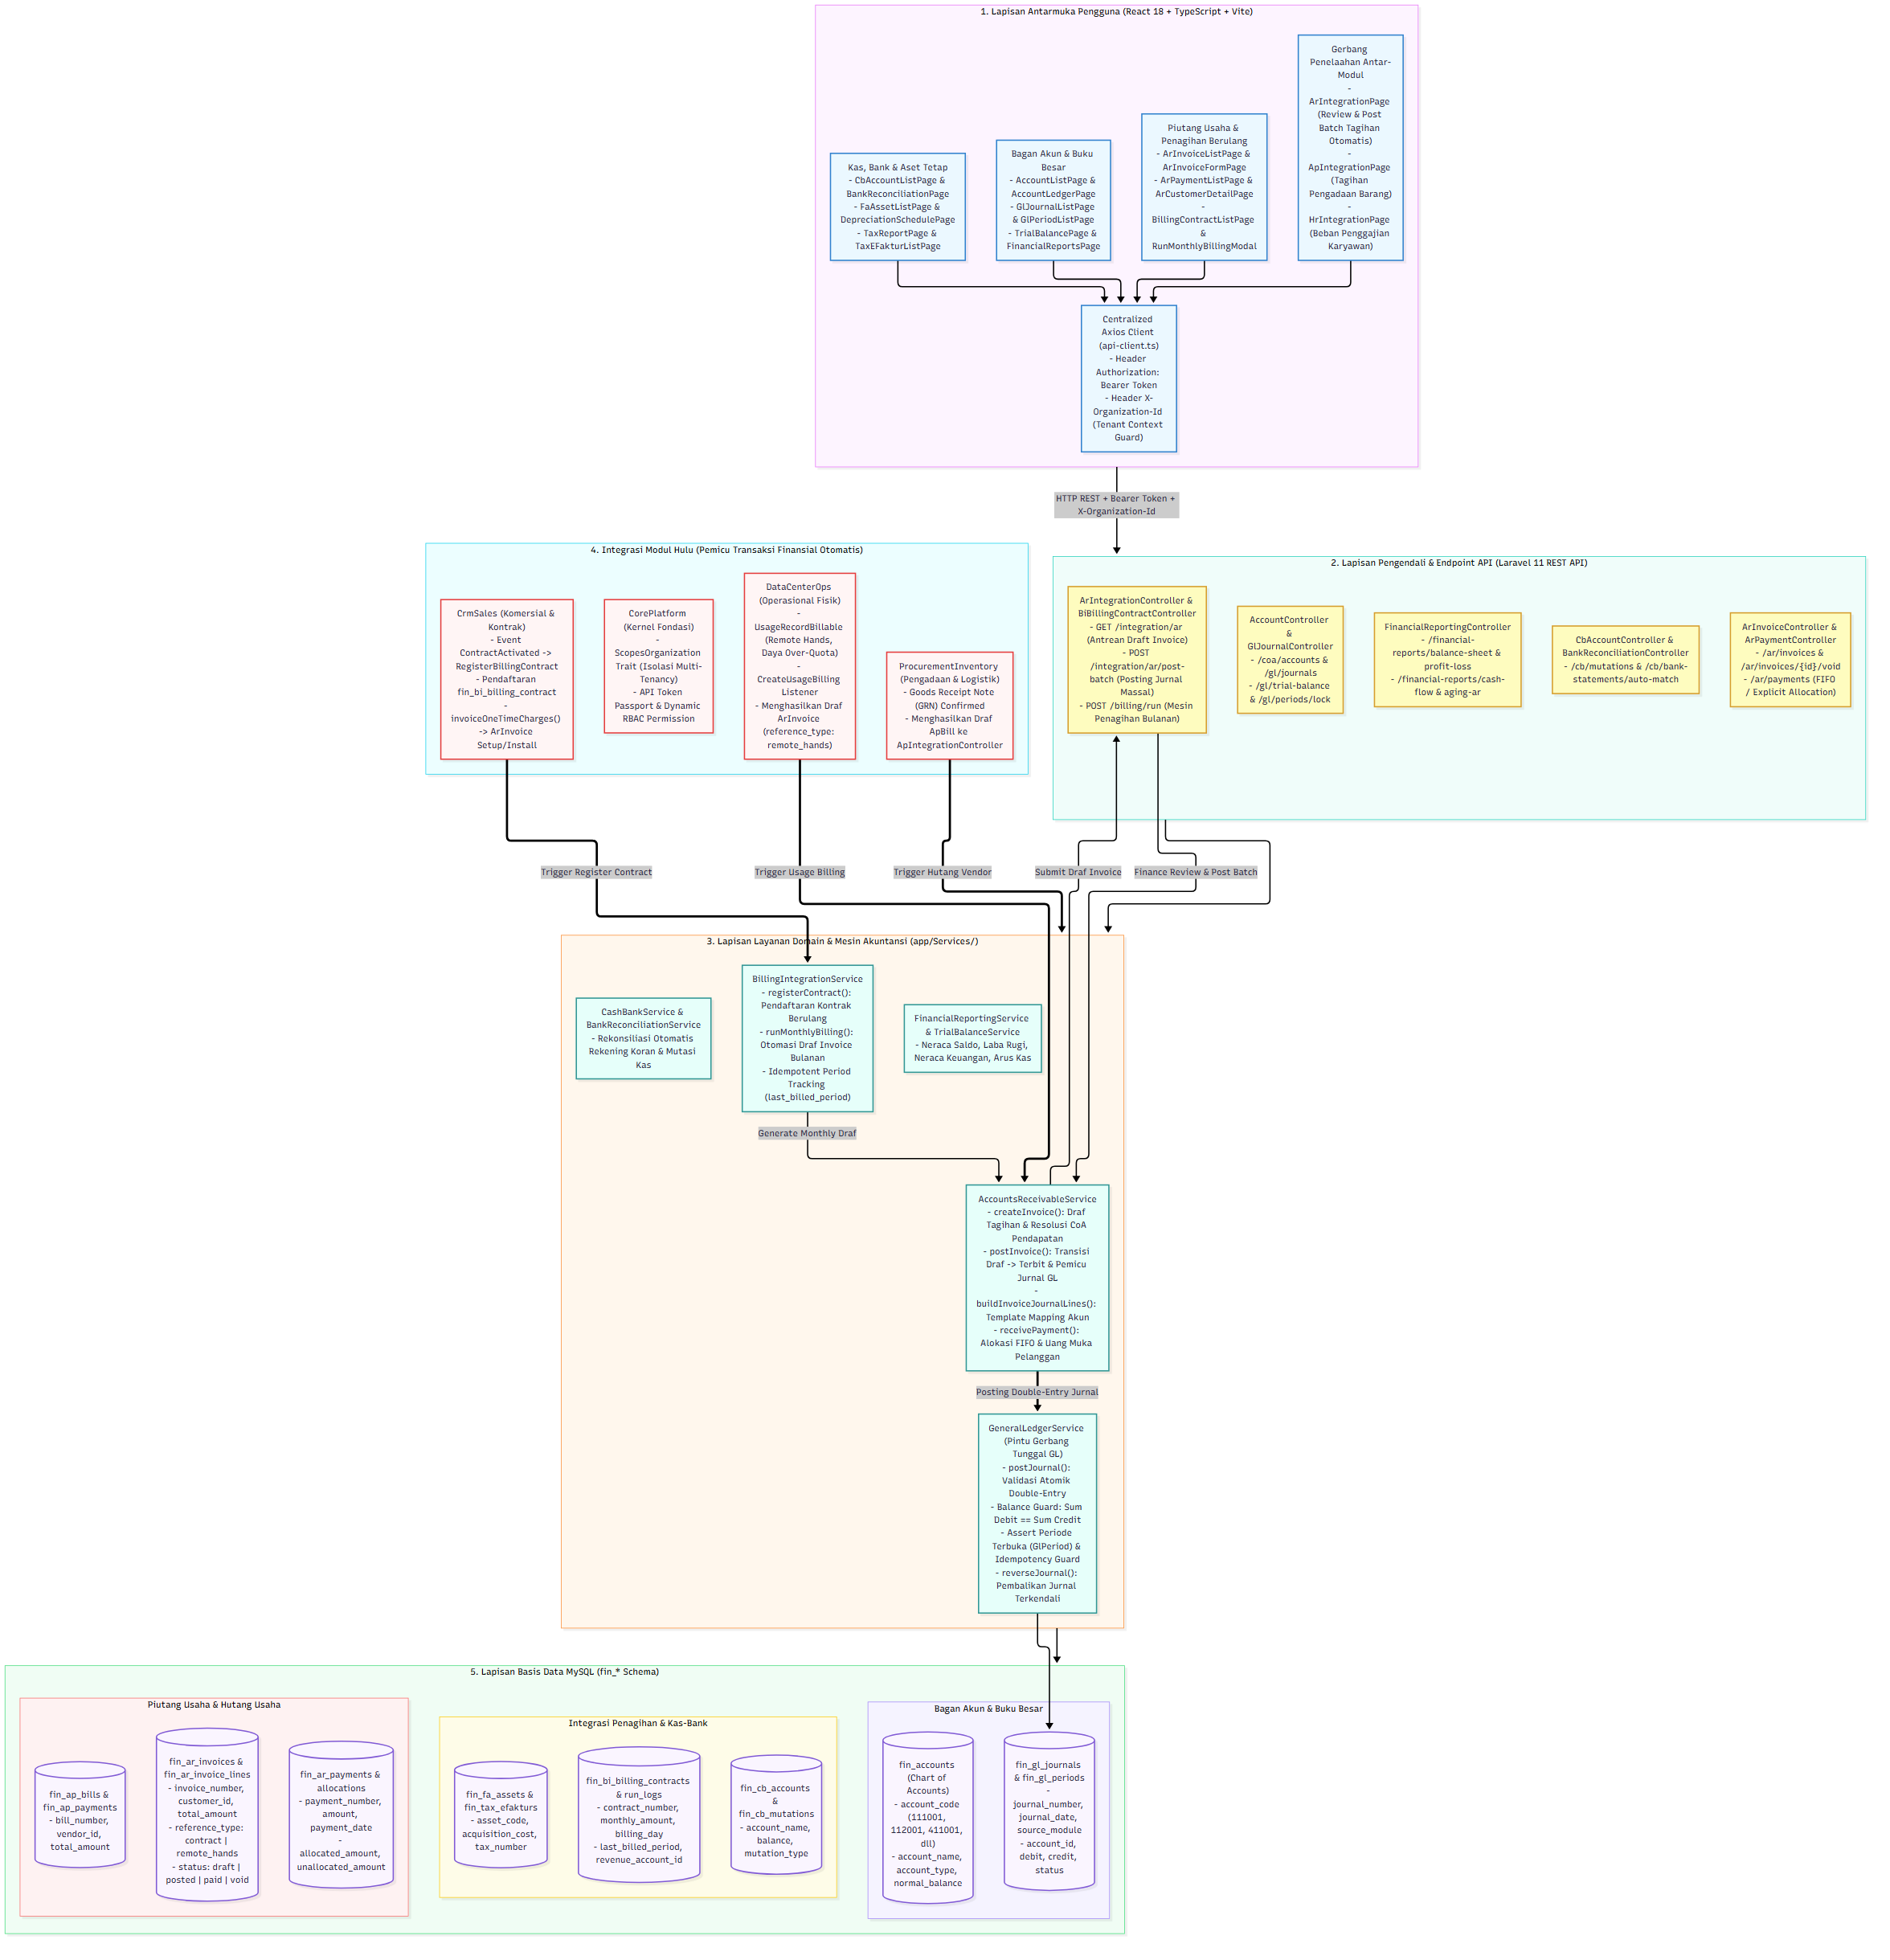 1. Lapisan Antarmuka Pengguna (React 18 + TypeScript + Vite)
Kas, Bank & Aset Tetap
- CbAccountListPage &
BankReconciliationPage
- FaAssetListPage &
DepreciationSchedulePage
- TaxReportPage &
TaxEFakturListPage
Bagan Akun & Buku
Besar
- AccountListPage &
AccountLedgerPage
- GlJournalListPage
& GlPeriodListPage
- TrialBalancePage &
FinancialReportsPage
Piutang Usaha &
Penagihan Berulang
- ArInvoiceListPage &
ArInvoiceFormPage
- ArPaymentListPage &
ArCustomerDetailPage
-
BillingContractListPage
&
RunMonthlyBillingModal
Gerbang
Penelaahan Antar-
Modul
-
ArIntegrationPage
(Review & Post
Batch Tagihan
Otomatis)
-
ApIntegrationPage
(Tagihan
Pengadaan Barang)
-
HrIntegrationPage
(Beban Penggajian
Karyawan)
Centralized
Axios Client
(api-client.ts)
- Header
Authorization:
Bearer Token
- Header X-
Organization-Id
(Tenant Context
Guard)
HTTP REST + Bearer Token +
X-Organization-Id
4. Integrasi Modul Hulu (Pemicu Transaksi Finansial Otomatis)
CrmSales (Komersial &
Kontrak)
- Event
ContractActivated ->
RegisterBillingContract
- Pendaftaran
fin_bi_billing_contract
-
invoiceOneTimeCharges()
-> ArInvoice
Setup/Install
CorePlatform
(Kernel Fondasi)
-
ScopesOrganization
Trait (Isolasi Multi-
Tenancy)
- API Token
Passport & Dynamic
RBAC Permission
DataCenterOps
(Operasional Fisik)
-
UsageRecordBillable
(Remote Hands,
Daya Over-Quota)
-
CreateUsageBilling
Listener
- Menghasilkan Draf
ArInvoice
(reference_type:
remote_hands)
ProcurementInventory
(Pengadaan & Logistik)
- Goods Receipt Note
(GRN) Confirmed
- Menghasilkan Draf
ApBill ke
ApIntegrationController
2. Lapisan Pengendali & Endpoint API (Laravel 11 REST API)
ArIntegrationController &
BiBillingContractController
- GET /integration/ar
(Antrean Draft Invoice)
- POST
/integration/ar/post-
batch (Posting Jurnal
Massal)
- POST /billing/run (Mesin
Penagihan Bulanan)
AccountController
&
GlJournalController
- /coa/accounts &
/gl/journals
- /gl/trial-balance
& /gl/periods/lock
FinancialReportingController
- /financial-
reports/balance-sheet &
profit-loss
- /financial-reports/cash-
flow & aging-ar
CbAccountController &
BankReconciliationController
- /cb/mutations & /cb/bank-
statements/auto-match
ArInvoiceController &
ArPaymentController
- /ar/invoices &
/ar/invoices/{id}/void
- /ar/payments (FIFO
/ Explicit Allocation)
Trigger Register Contract
Trigger Usage Billing
Trigger Hutang Vendor
Submit Draf Invoice
Finance Review & Post Batch
3. Lapisan Layanan Domain & Mesin Akuntansi (app/Services/)
CashBankService &
BankReconciliationService
- Rekonsiliasi Otomatis
Rekening Koran & Mutasi
Kas
BillingIntegrationService
- registerContract():
Pendaftaran Kontrak
Berulang
- runMonthlyBilling():
Otomasi Draf Invoice
Bulanan
- Idempotent Period
Tracking
(last_billed_period)
FinancialReportingService
& TrialBalanceService
- Neraca Saldo, Laba Rugi,
Neraca Keuangan, Arus Kas
Generate Monthly Draf
AccountsReceivableService
- createInvoice(): Draf
Tagihan & Resolusi CoA
Pendapatan
- postInvoice(): Transisi
Draf -> Terbit & Pemicu
Jurnal GL
-
buildInvoiceJournalLines():
Template Mapping Akun
- receivePayment():
Alokasi FIFO & Uang Muka
Pelanggan
Posting Double-Entry Jurnal
GeneralLedgerService
(Pintu Gerbang
Tunggal GL)
- postJournal():
Validasi Atomik
Double-Entry
- Balance Guard: Sum
Debit == Sum Credit
- Assert Periode
Terbuka (GlPeriod) &
Idempotency Guard
- reverseJournal():
Pembalikan Jurnal
Terkendali
5. Lapisan Basis Data MySQL (fin_* Schema)
Piutang Usaha & Hutang Usaha
fin_ap_bills &
fin_ap_payments
- bill_number,
vendor_id,
total_amount
fin_ar_invoices &
fin_ar_invoice_lines
- invoice_number,
customer_id,
total_amount
- reference_type:
contract |
remote_hands
- status: draft |
posted | paid | void
fin_ar_payments &
allocations
- payment_number,
amount,
payment_date
-
allocated_amount,
unallocated_amount
Integrasi Penagihan & Kas-Bank
fin_fa_assets &
fin_tax_efakturs
- asset_code,
acquisition_cost,
tax_number
fin_bi_billing_contracts
& run_logs
- contract_number,
monthly_amount,
billing_day
- last_billed_period,
revenue_account_id
fin_cb_accounts
&
fin_cb_mutations
- account_name,
balance,
mutation_type
Bagan Akun & Buku Besar
fin_accounts
(Chart of
Accounts)
- account_code
(111001,
112001, 411001,
dll)
- account_name,
account_type,
normal_balance
fin_gl_journals
& fin_gl_periods
-
journal_number,
journal_date,
source_module
- account_id,
debit, credit,
status